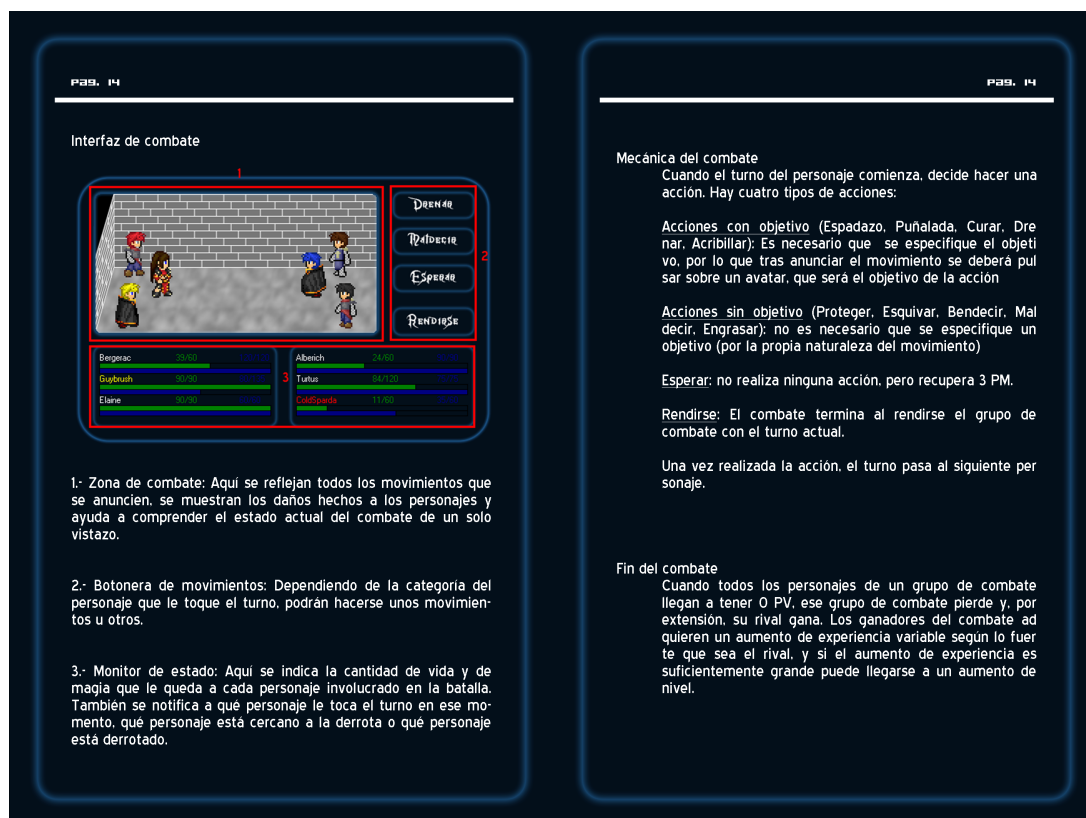 Pag. 14
Interfaz de combate
1
Drenar
Maldecir
2
Esperar
Rendirse
Bergerac 39/60
Guybrush 90/90
Elaine 90/90
3
Alberich 24/60
Turtus 84/120
ColdSparda 11/60
1.- Zona de combate: Aquí se reflejan todos los movimientos que
se anuncien, se muestran los daños hechos a los personajes y
ayuda a comprender el estado actual del combate de un solo
vistazo.
2.- Botonera de movimientos: Dependiendo de la categoría del
personaje que le toque el turno, podrán hacerse unos movimien-
tos u otros.
3.- Monitor de estado: Aquí se indica la cantidad de vida y de
magia que le queda a cada personaje involucrado en la batalla.
También se notifica a qué personaje le toca el turno en ese mo-
mento, qué personaje está cercano a la derrota o qué personaje
está derrotado.
Pag. 14
Mecánica del combate
Cuando el turno del personaje comienza, decide hacer una
acción. Hay cuatro tipos de acciones:
Acciones con objetivo (Espadazo, Puñalada, Curar, Dre
nar, Acribillar): Es necesario que se especifique el objeti
vo, por lo que tras anunciar el movimiento se deberá pul
sar sobre un avatar, que será el objetivo de la acción
Acciones sin objetivo (Proteger, Esquivar, Bendecir, Mal
decir, Engrasar): no es necesario que se especifique un
objetivo (por la propia naturaleza del movimiento)
Esperar: no realiza ninguna acción, pero recupera 3 PM.
Rendirse: El combate termina al rendirse el grupo de
combate con el turno actual.
Una vez realizada la acción, el turno pasa al siguiente per
sonaje.
Fin del combate
Cuando todos los personajes de un grupo de combate
llegan a tener 0 PV, ese grupo de combate pierde y, por
extensión, su rival gana. Los ganadores del combate ad
quieren un aumento de experiencia variable según lo fuer
te que sea el rival, y si el aumento de experiencia es
suficientemente grande puede llegarse a un aumento de
nivel.